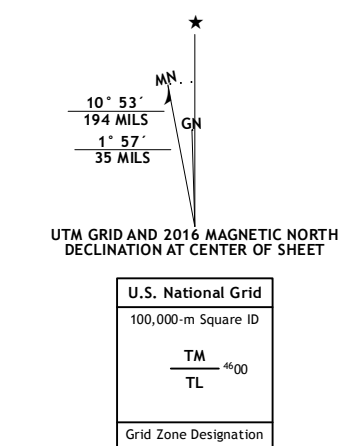 ★
MN
10° 53´
194 MILS
GN
1° 57´
35 MILS
UTM GRID AND 2016 MAGNETIC NORTH
DECLINATION AT CENTER OF SHEET
U.S. National Grid
100,000-m Square ID
TM
⁴⁶00
TL
Grid Zone Designation